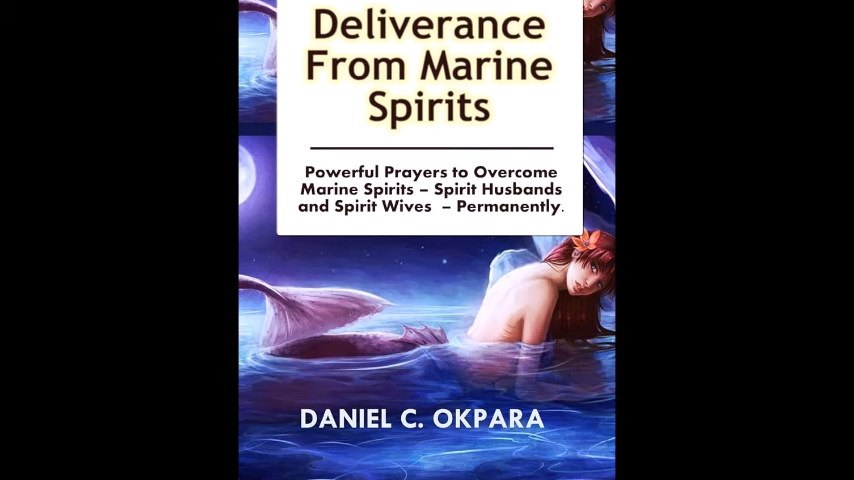 Deliverance
From Marine
Spirits
Powerful Prayers to Overcome
Marine Spirits – Spirit Husbands
and Spirit Wives – Permanently.
DANIEL C. OKPARA